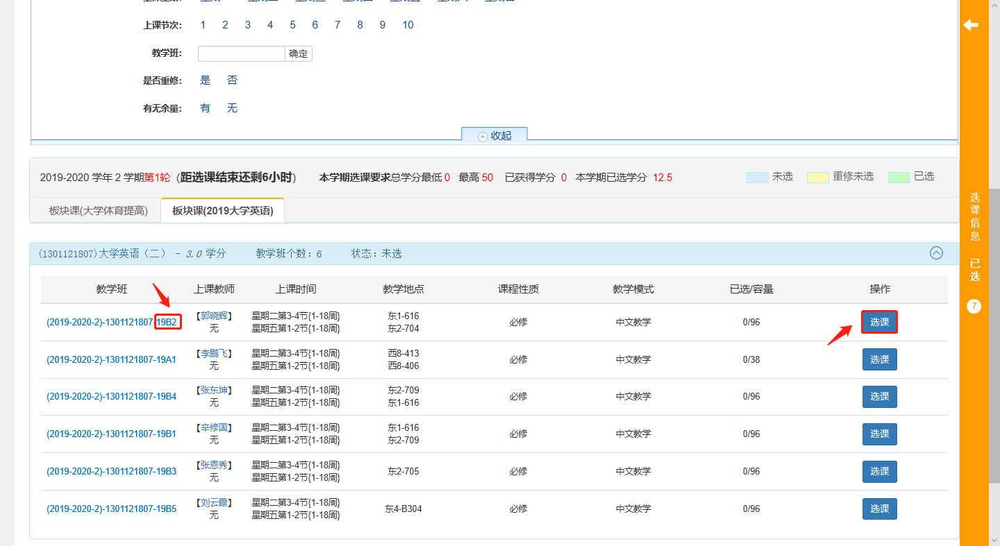 上课节次: 1 2 3 4 5 6 7 8 9 10
教学班: 确定
是否重修: 是 否
有无余量: 有 无
收起
2019-2020 学年 2 学期第1轮 (距选课结束还剩6小时) 本学期选课要求总学分最低 0 最高 50 已获得学分 0 本学期已选学分 12.5 未选 重修未选 已选
板块课(大学体育提高) 板块课(2019大学英语)
(1301121807)大学英语（二） - 3.0 学分 教学班个数：6 状态：未选
教学班 上课教师 上课时间 教学地点 课程性质 教学模式 已选/容量 操作
(2019-2020-2)-1301121807-19B2 【郭晓辉】 无 星期二第3-4节{1-18周} 星期五第1-2节{1-18周} 东1-616 东2-704 必修 中文教学 0/96 选课
(2019-2020-2)-1301121807-19A1 【李鹏飞】 无 星期二第3-4节{1-18周} 星期五第1-2节{1-18周} 西8-413 西8-406 必修 中文教学 0/38 选课
(2019-2020-2)-1301121807-19B4 【张东坤】 无 星期二第3-4节{1-18周} 星期五第1-2节{1-18周} 东2-709 东1-616 必修 中文教学 0/96 选课
(2019-2020-2)-1301121807-19B1 【辛修国】 无 星期二第3-4节{1-18周} 星期五第1-2节{1-18周} 东1-616 东2-709 必修 中文教学 0/96 选课
(2019-2020-2)-1301121807-19B3 【张恩秀】 无 星期二第3-4节{1-18周} 星期五第1-2节{1-18周} 东2-705 必修 中文教学 0/96 选课
(2019-2020-2)-1301121807-19B5 【刘云霞】 无 星期二第3-4节{1-18周} 星期五第1-2节{1-18周} 东4-B304 必修 中文教学 0/96 选课
选课信息
已选
7